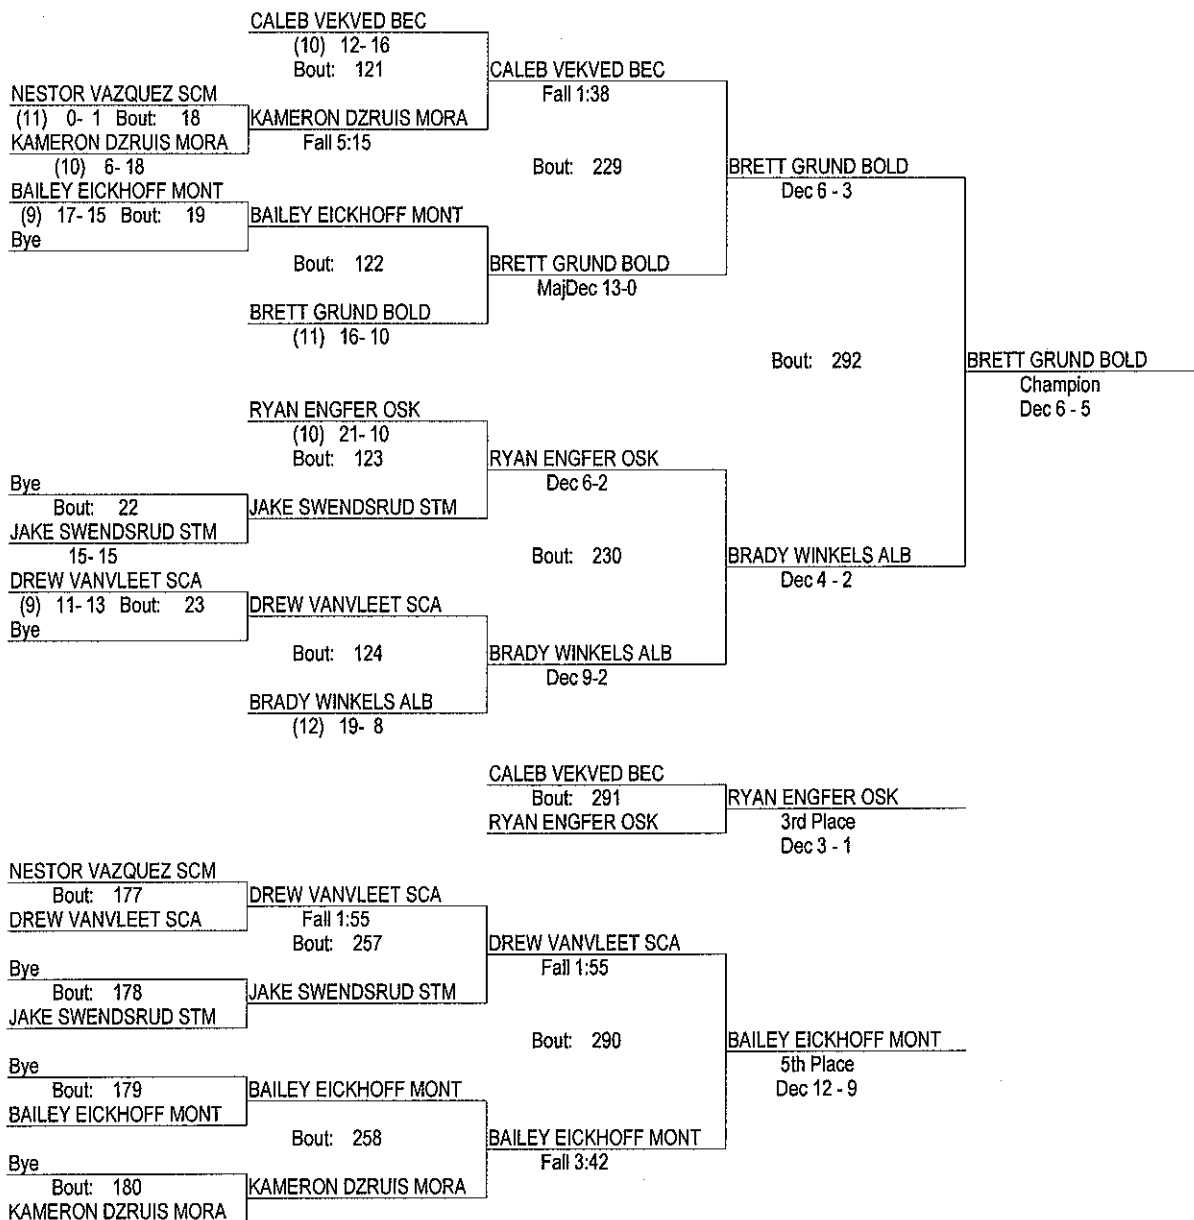 CALEB VEKVED BEC
(10) 12- 16
Bout: 121
CALEB VEKVED BEC
Fall 1:38
NESTOR VAZQUEZ SCM
(11) 0- 1 Bout: 18
KAMERON DZRUIS MORA
KAMERON DZRUIS MORA
Fall 5:15
(10) 6- 18
Bout: 229
BRETT GRUND BOLD
Dec 6 - 3
BAILEY EICKHOFF MONT
(9) 17- 15 Bout: 19
BAILEY EICKHOFF MONT
Bye
Bout: 122
BRETT GRUND BOLD
MajDec 13-0
BRETT GRUND BOLD
(11) 16- 10
Bout: 292
BRETT GRUND BOLD
Champion
Dec 6 - 5
RYAN ENGFER OSK
(10) 21- 10
Bout: 123
RYAN ENGFER OSK
Dec 6-2
Bye
Bout: 22
JAKE SWENDSRUD STM
JAKE SWENDSRUD STM
15- 15
Bout: 230
BRADY WINKELS ALB
Dec 4 - 2
DREW VANVLEET SCA
(9) 11- 13 Bout: 23
DREW VANVLEET SCA
Bye
Bout: 124
BRADY WINKELS ALB
Dec 9-2
BRADY WINKELS ALB
(12) 19- 8
CALEB VEKVED BEC
Bout: 291
RYAN ENGFER OSK
RYAN ENGFER OSK
3rd Place
Dec 3 - 1
NESTOR VAZQUEZ SCM
Bout: 177
DREW VANVLEET SCA
DREW VANVLEET SCA
Fall 1:55
Bout: 257
DREW VANVLEET SCA
Fall 1:55
Bye
Bout: 178
JAKE SWENDSRUD STM
JAKE SWENDSRUD STM
Bout: 290
BAILEY EICKHOFF MONT
5th Place
Dec 12 - 9
Bye
Bout: 179
BAILEY EICKHOFF MONT
BAILEY EICKHOFF MONT
Bout: 258
BAILEY EICKHOFF MONT
Fall 3:42
Bye
Bout: 180
KAMERON DZRUIS MORA
KAMERON DZRUIS MORA